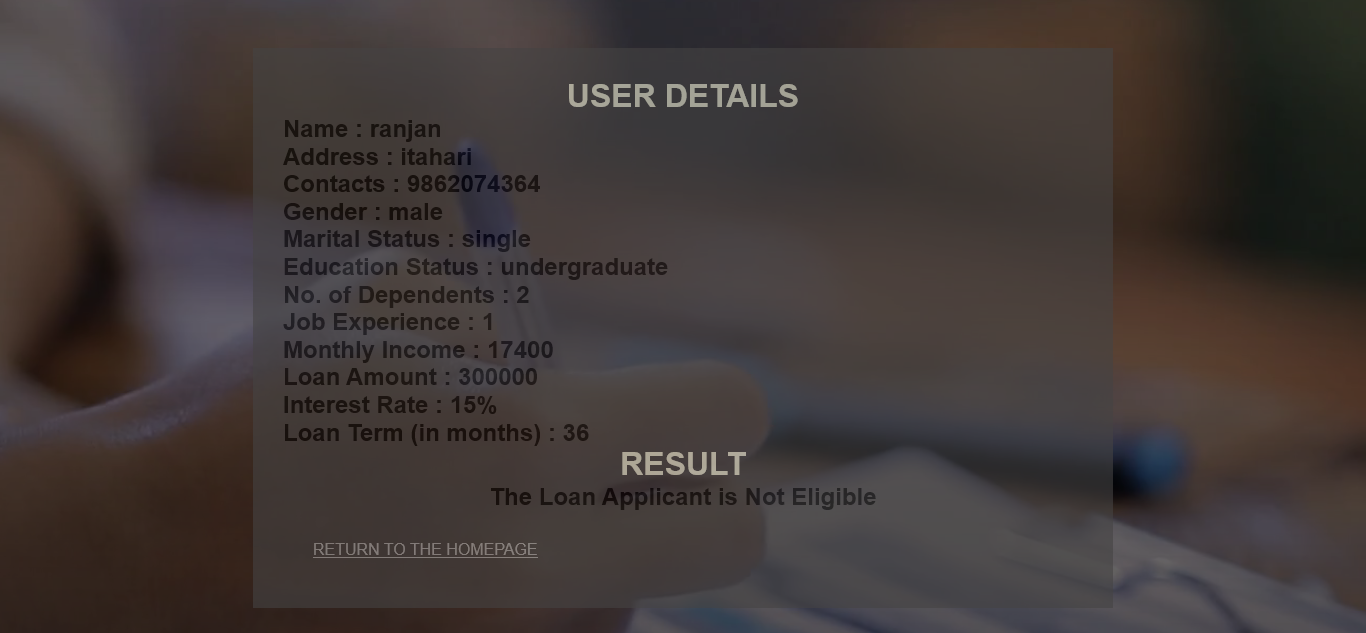 USER DETAILS
Name : ranjan
Address : itahari
Contacts : 9862074364
Gender : male
Marital Status : single
Education Status : undergraduate
No. of Dependents : 2
Job Experience : 1
Monthly Income : 17400
Loan Amount : 300000
Interest Rate : 15%
Loan Term (in months) : 36
RESULT
The Loan Applicant is Not Eligible
RETURN TO THE HOMEPAGE